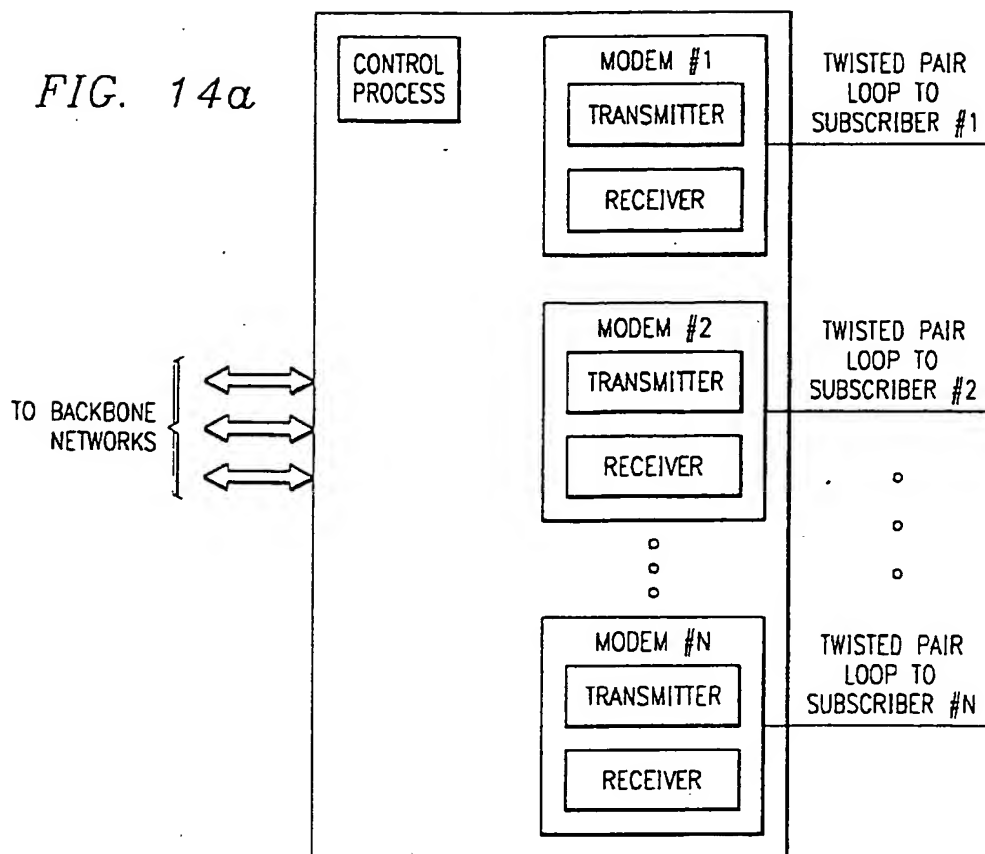 FIG. 14a
CONTROL
PROCESS
MODEM #1
TRANSMITTER
RECEIVER
TWISTED PAIR
LOOP TO
SUBSCRIBER #1
MODEM #2
TRANSMITTER
RECEIVER
TWISTED PAIR
LOOP TO
SUBSCRIBER #2
TO BACKBONE
NETWORKS
MODEM #N
TRANSMITTER
RECEIVER
TWISTED PAIR
LOOP TO
SUBSCRIBER #N